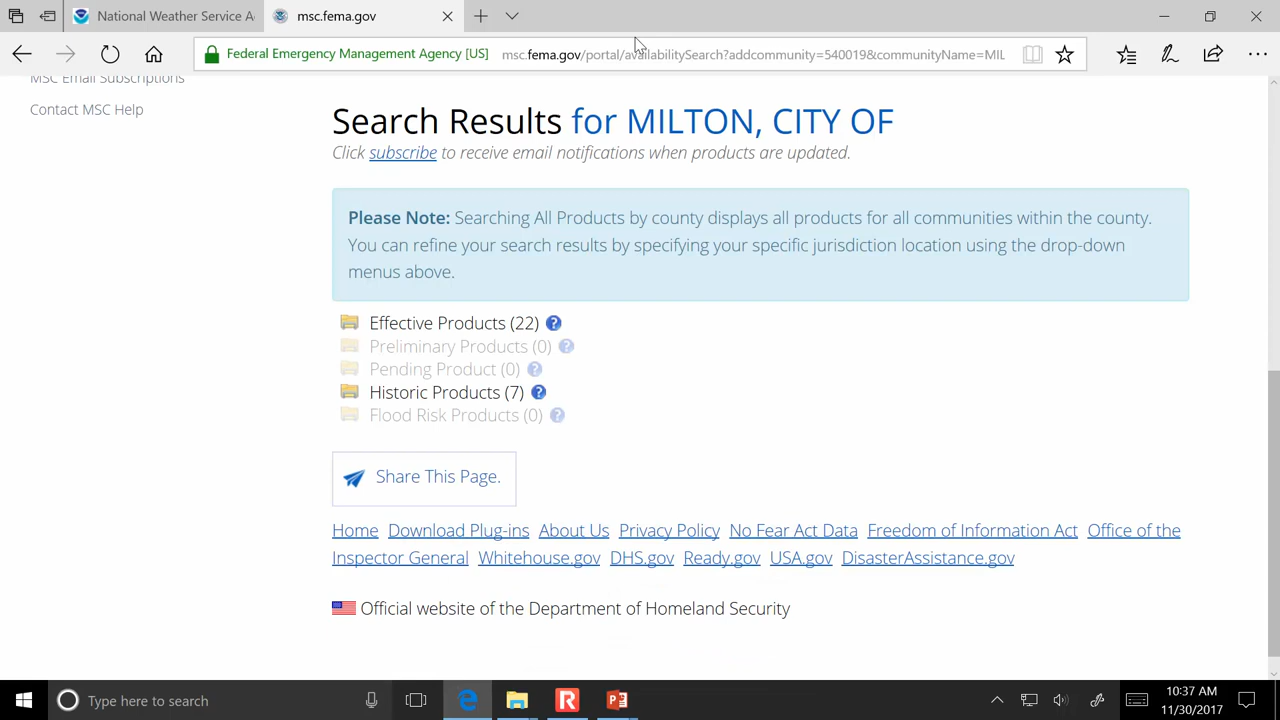 National Weather Service A
msc.fema.gov
Federal Emergency Management Agency [US]
msc.fema.gov/portal/availabilitySearch?addcommunity=540019&communityName=MIL
MSC Email Subscriptions
Contact MSC Help
Search Results for MILTON, CITY OF
Click subscribe to receive email notifications when products are updated.
Please Note: Searching All Products by county displays all products for all communities within the county.
You can refine your search results by specifying your specific jurisdiction location using the drop-down
menus above.
Effective Products (22) ?
Preliminary Products (0) ?
Pending Product (0) ?
Historic Products (7) ?
Flood Risk Products (0) ?
Share This Page.
Home Download Plug-ins About Us Privacy Policy No Fear Act Data Freedom of Information Act Office of the
Inspector General Whitehouse.gov DHS.gov Ready.gov USA.gov DisasterAssistance.gov
Official website of the Department of Homeland Security
Type here to search
10:37 AM
11/30/2017